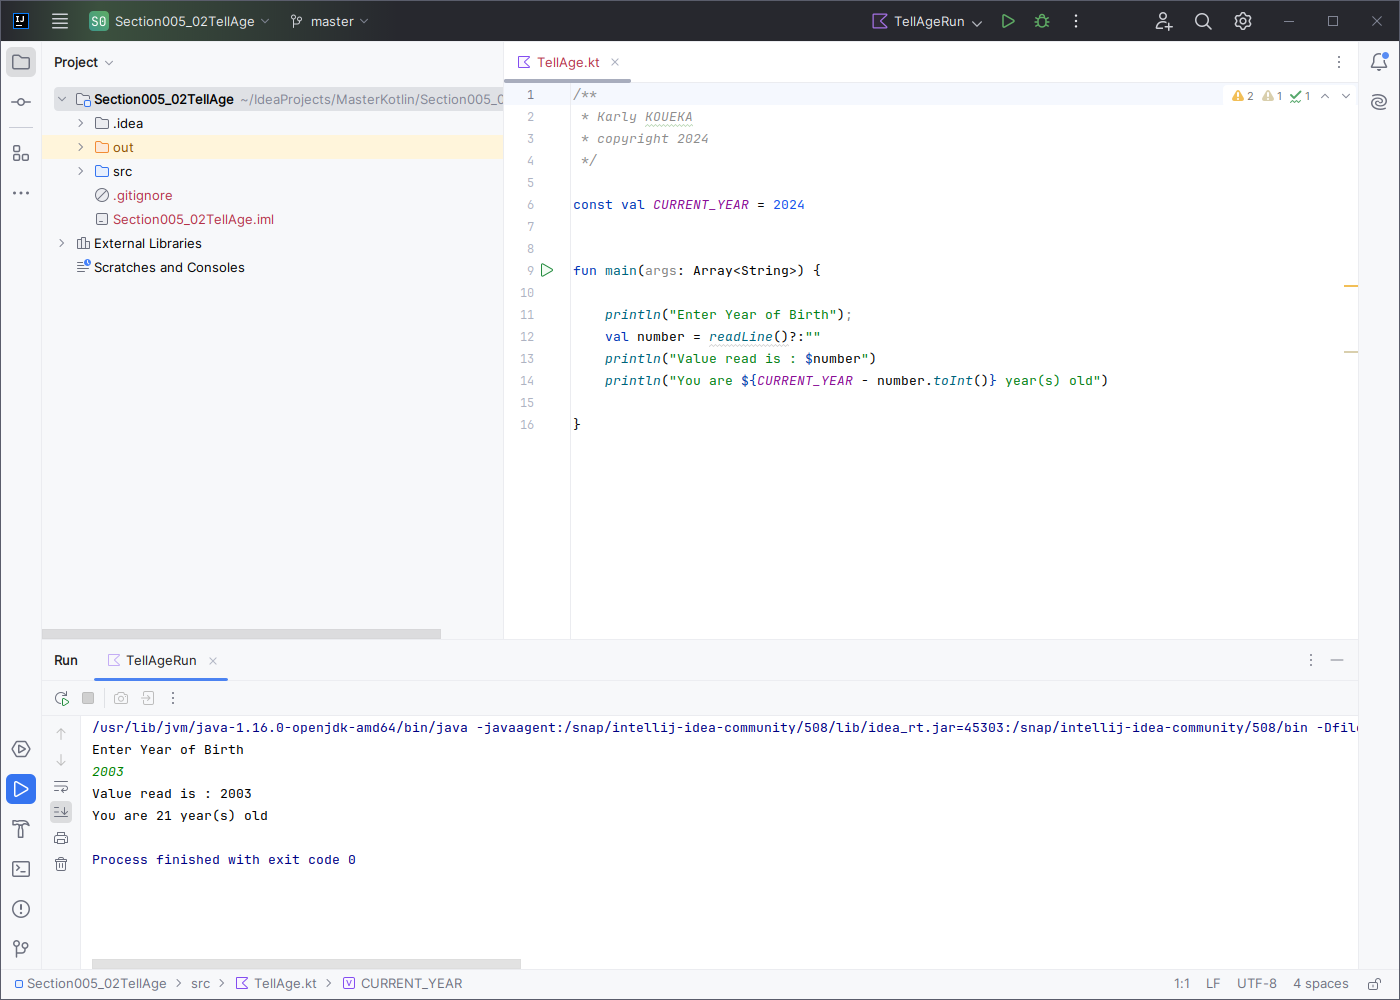 S0 Section005_02TellAge master TellAgeRun
Project
Section005_02TellAge ~/IdeaProjects/MasterKotlin/Section005_0
.idea
out
src
.gitignore
Section005_02TellAge.iml
External Libraries
Scratches and Consoles
TellAge.kt
2 1 1
1 /**
2 * Karly KOUEKA
3 * copyright 2024
4 */
5
6 const val CURRENT_YEAR = 2024
7
8
9 fun main(args: Array<String>) {
10
11 println("Enter Year of Birth");
12 val number = readLine()?:""
13 println("Value read is : $number")
14 println("You are ${CURRENT_YEAR - number.toInt()} year(s) old")
15
16 }
Run TellAgeRun
/usr/lib/jvm/java-1.16.0-openjdk-amd64/bin/java -javaagent:/snap/intellij-idea-community/508/lib/idea_rt.jar=45303:/snap/intellij-idea-community/508/bin -Dfile
Enter Year of Birth
2003
Value read is : 2003
You are 21 year(s) old
Process finished with exit code 0
Section005_02TellAge > src > TellAge.kt > V CURRENT_YEAR 1:1 LF UTF-8 4 spaces